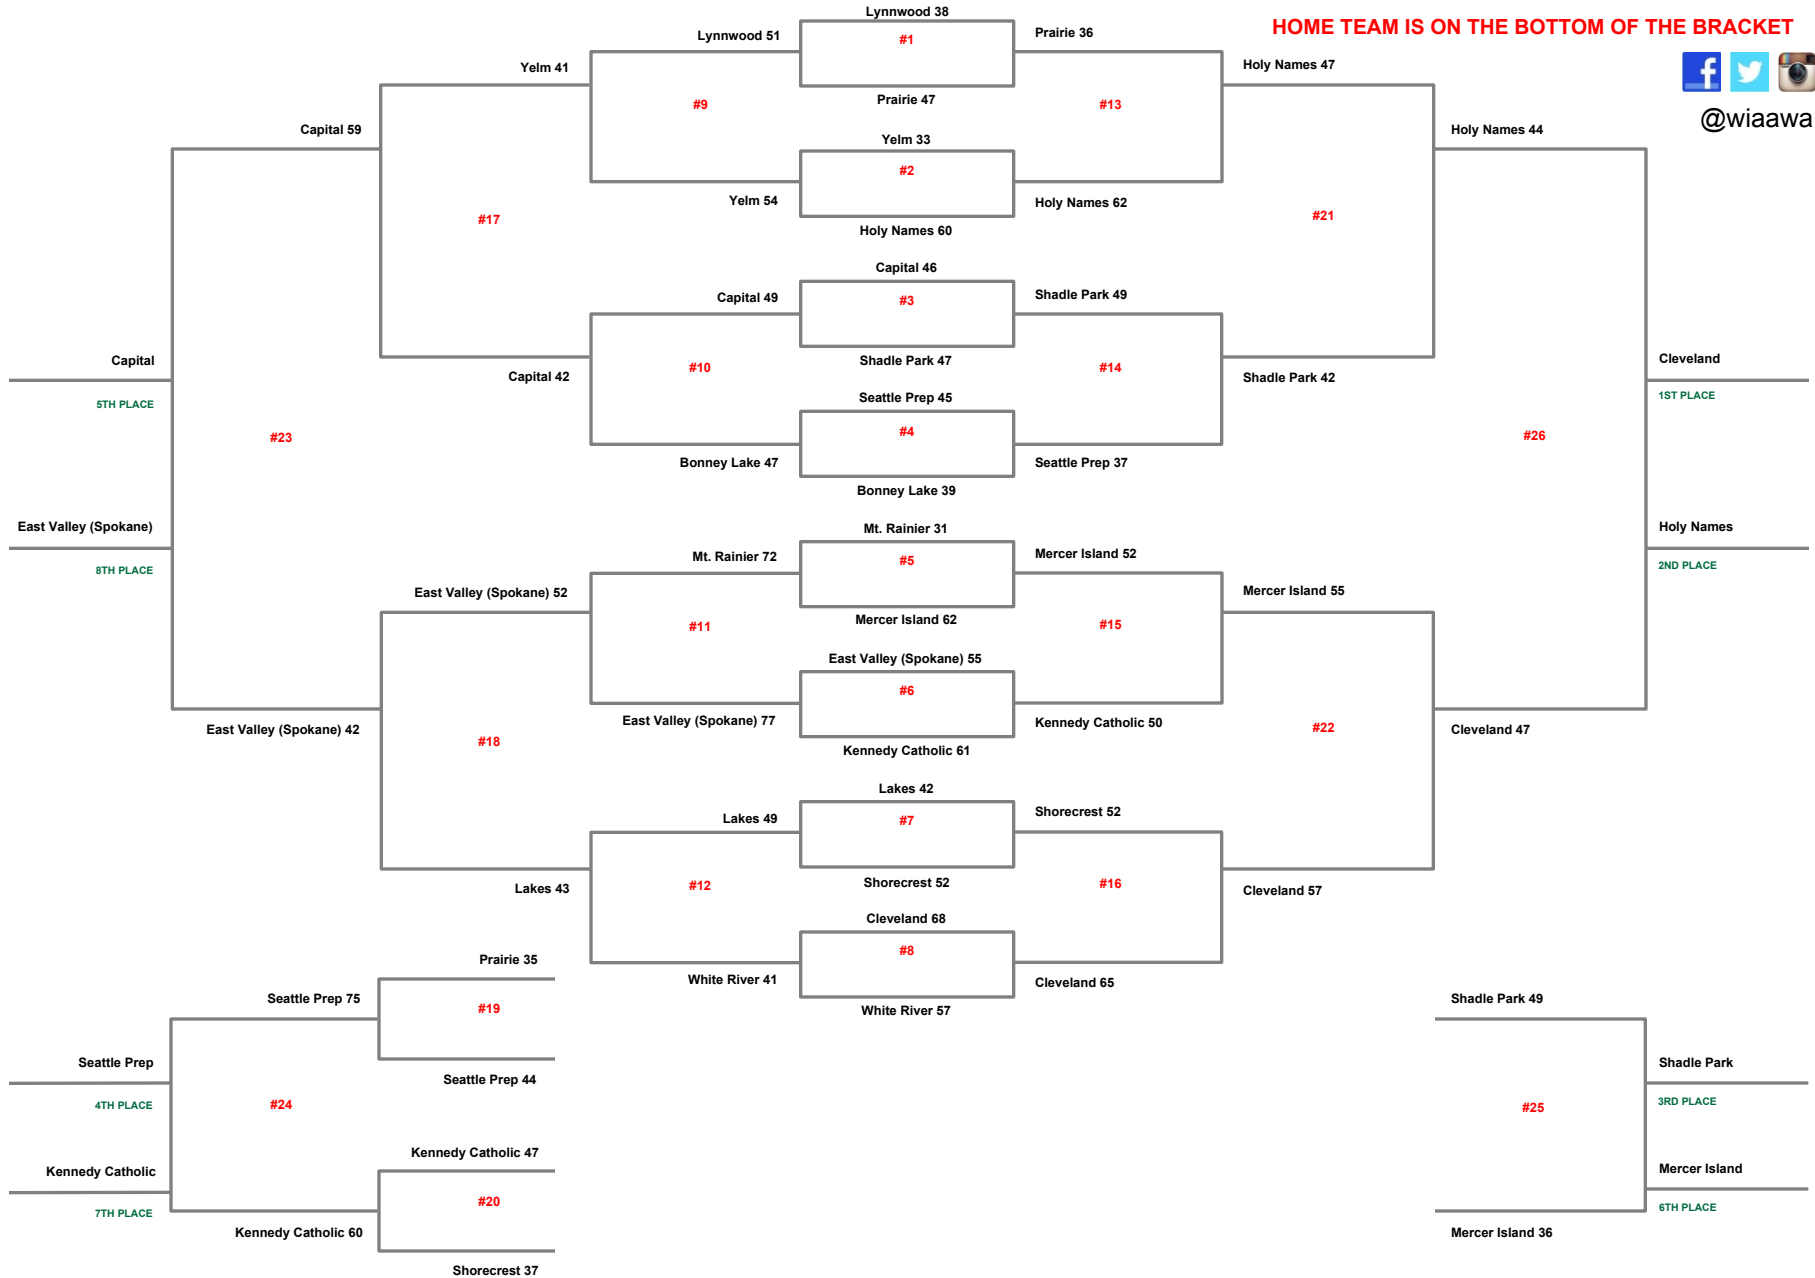 Lynnwood 38
HOME TEAM IS ON THE BOTTOM OF THE BRACKET
Lynnwood 51
#1
Prairie 36
Yelm 41
Holy Names 47
Prairie 47
#9
#13
@wiaawa
Capital 59
Holy Names 44
Yelm 33
#2
Yelm 54
Holy Names 62
#17
#21
Holy Names 60
Capital 46
Capital 49
#3
Shadle Park 49
Capital
Shadle Park 47
Cleveland
#10
#14
Capital 42
Shadle Park 42
5TH PLACE
1ST PLACE
Seattle Prep 45
#4
#23
#26
Bonney Lake 47
Seattle Prep 37
Bonney Lake 39
East Valley (Spokane)
Holy Names
Mt. Rainier 31
Mt. Rainier 72
#5
Mercer Island 52
8TH PLACE
2ND PLACE
East Valley (Spokane) 52
Mercer Island 55
Mercer Island 62
#11
#15
East Valley (Spokane) 55
#6
East Valley (Spokane) 77
Kennedy Catholic 50
East Valley (Spokane) 42
#18
#22
Cleveland 47
Kennedy Catholic 61
Lakes 42
Lakes 49
#7
Shorecrest 52
Shorecrest 52
#12
#16
Lakes 43
Cleveland 57
Cleveland 68
#8
Prairie 35
White River 41
Cleveland 65
Seattle Prep 75
Shadle Park 49
#19
White River 57
Seattle Prep
Shadle Park
Seattle Prep 44
4TH PLACE
#24
#25
3RD PLACE
Kennedy Catholic 47
Kennedy Catholic
Mercer Island
#20
7TH PLACE
6TH PLACE
Kennedy Catholic 60
Mercer Island 36
Shorecrest 37